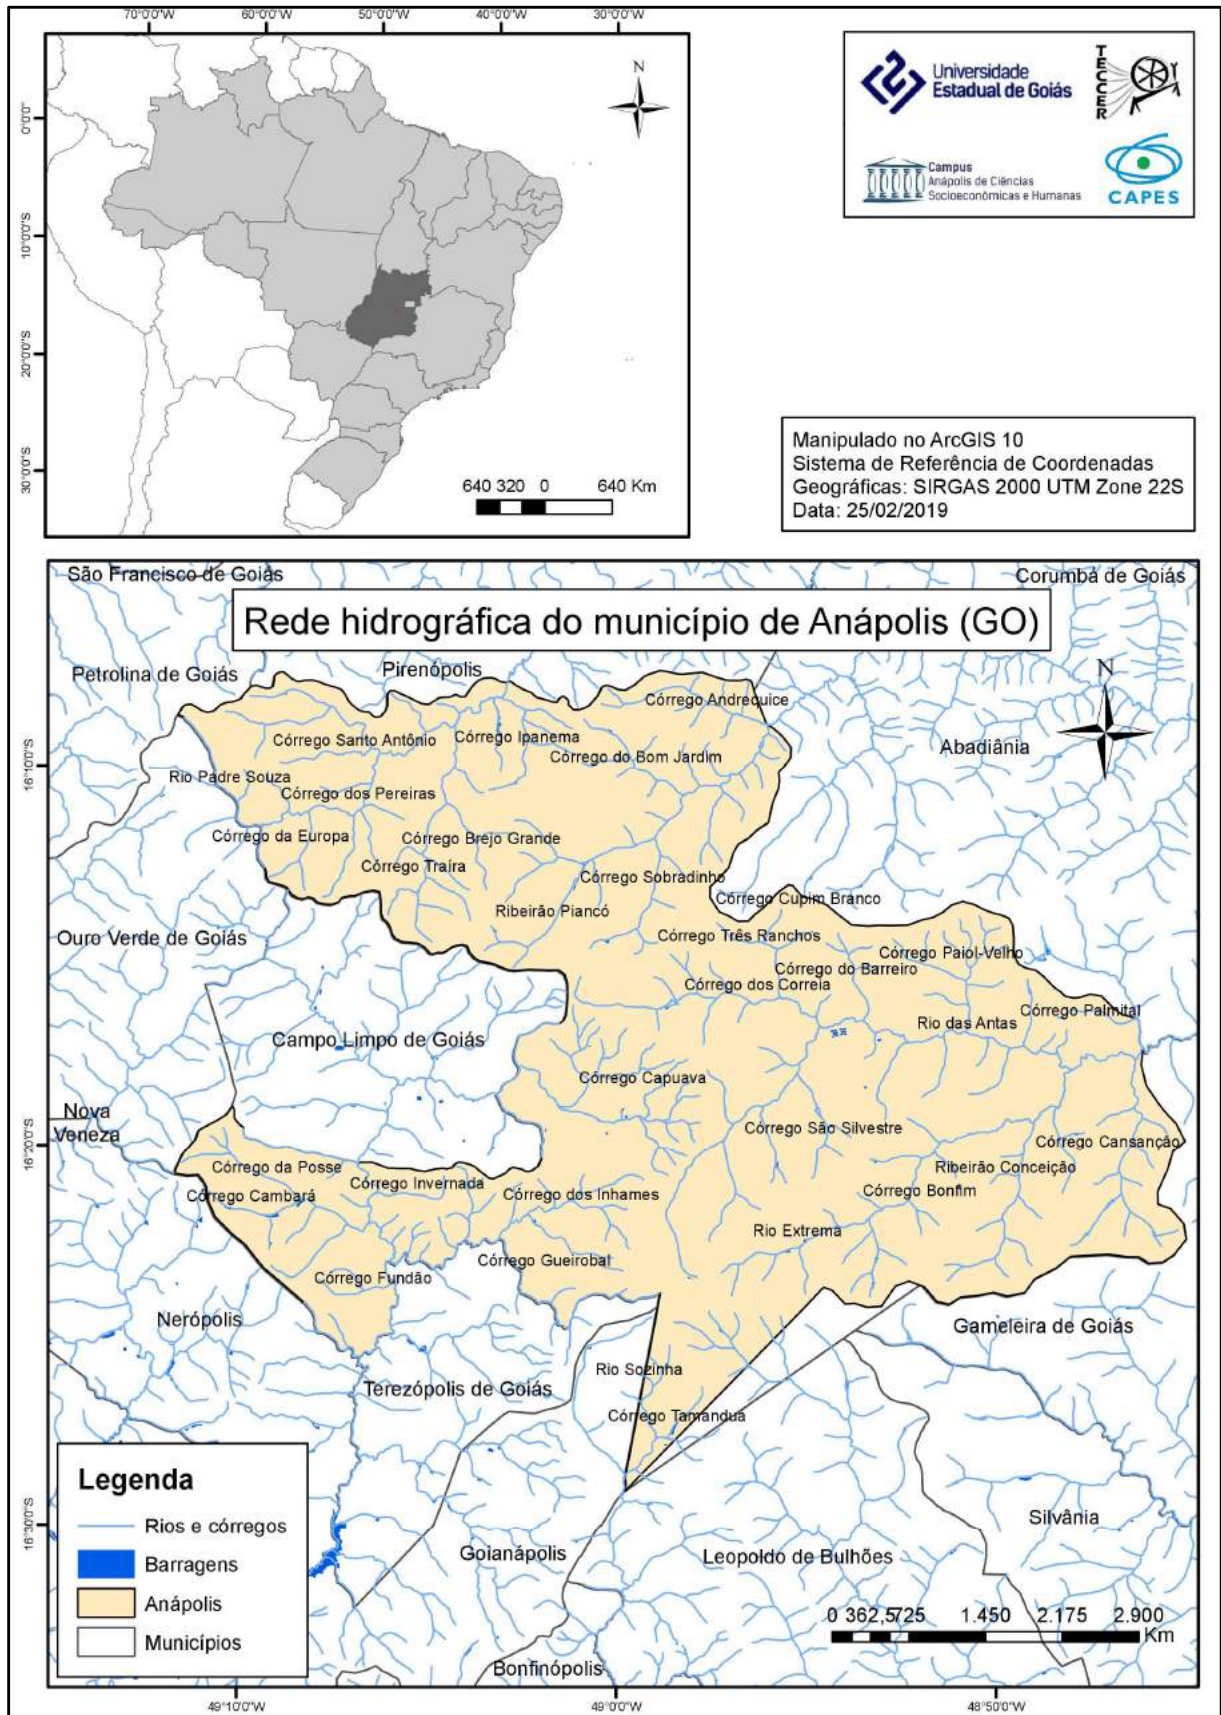 70°0'0"W
60°0'0"W
50°0'0"W
40°0'0"W
30°0'0"W
0°0'0"
10°0'0"S
20°0'0"S
30°0'0"S
N
640 320 0 640 Km
Universidade
Estadual de Goiás
TECCER
Campus
Anápolis de Ciências
Socioeconômicas e Humanas
CAPES
Manipulado no ArcGIS 10
Sistema de Referência de Coordenadas
Geográficas: SIRGAS 2000 UTM Zone 22S
Data: 25/02/2019
São Francisco de Goiás
Corumbá de Goiás
Rede hidrográfica do município de Anápolis (GO)
Petrolina de Goiás
Pirenópolis
N
Córrego Andrequice
Córrego Santo Antônio
Córrego Ipanema
Córrego do Bom Jardim
Abadiânia
16°10'0"S
Rio Padre Souza
Córrego dos Pereiras
Córrego da Europa
Córrego Brejo Grande
Córrego Traíra
Córrego Sobradinho
Córrego Cupim Branco
Ribeirão Piancó
Ouro Verde de Goiás
Córrego Três Ranchos
Córrego Paiol-Velho
Córrego do Barreiro
Córrego dos Correia
Córrego Palmital
Rio das Antas
Campo Limpo de Goiás
Córrego Capuava
Nova
Veneza
Córrego São Silvestre
16°20'0"S
Córrego Cansanção
Córrego da Posse
Ribeirão Conceição
Córrego Invernada
Córrego Cambará
Córrego dos Inhames
Córrego Bonfim
Rio Extrema
Córrego Gueirobal
Córrego Fundão
Nerópolis
Gameleira de Goiás
Rio Sozinha
Terezópolis de Goiás
Córrego Tamandua
Legenda
Rios e córregos
Barragens
Anápolis
Municípios
16°30'0"S
Silvânia
Goianápolis
Leopoldo de Bulhões
0 362,5725 1.450 2.175 2.900
Km
Bonfinópolis
49°10'0"W
49°0'0"W
48°50'0"W